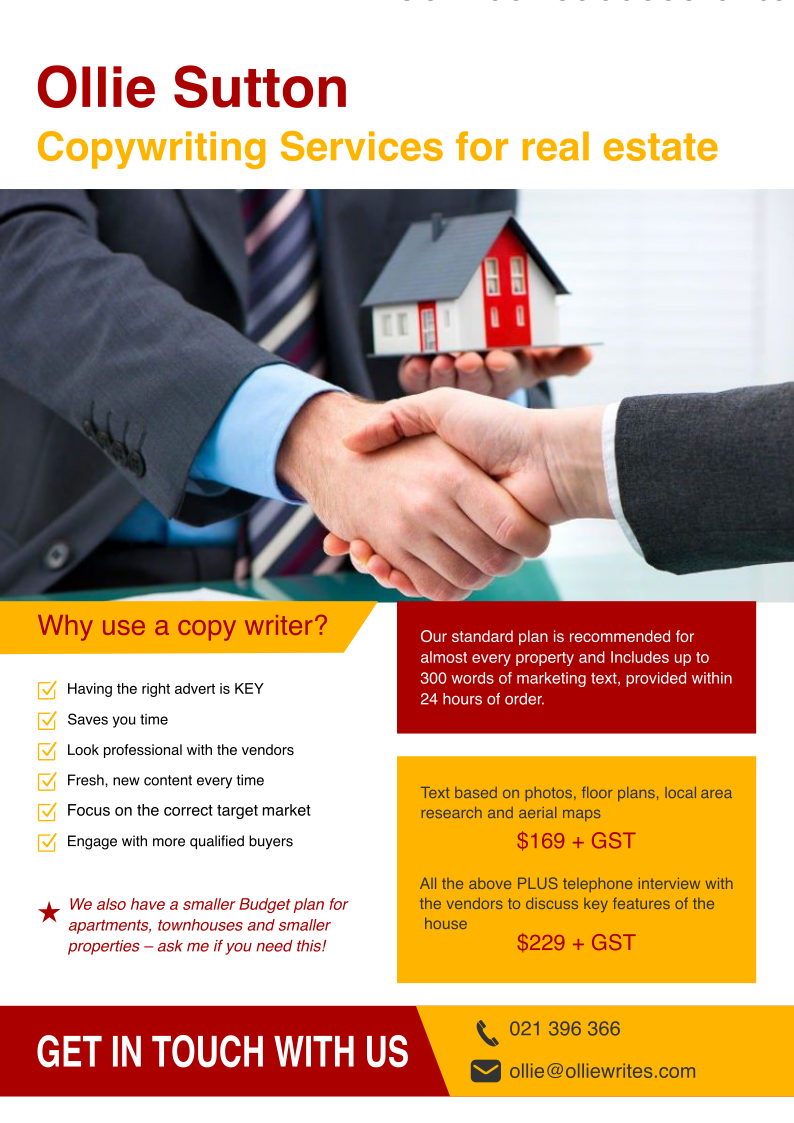 Ollie Sutton
Copywriting Services for real estate
Why use a copy writer?
Having the right advert is KEY
Saves you time
Look professional with the vendors
Fresh, new content every time
Focus on the correct target market
Engage with more qualified buyers
We also have a smaller Budget plan for
apartments, townhouses and smaller
properties – ask me if you need this!
Our standard plan is recommended for
almost every property and Includes up to
300 words of marketing text, provided within
24 hours of order.
Text based on photos, floor plans, local area
research and aerial maps
$169 + GST
All the above PLUS telephone interview with
the vendors to discuss key features of the
house
$229 + GST
GET IN TOUCH WITH US
021 396 366
ollie@olliewrites.com